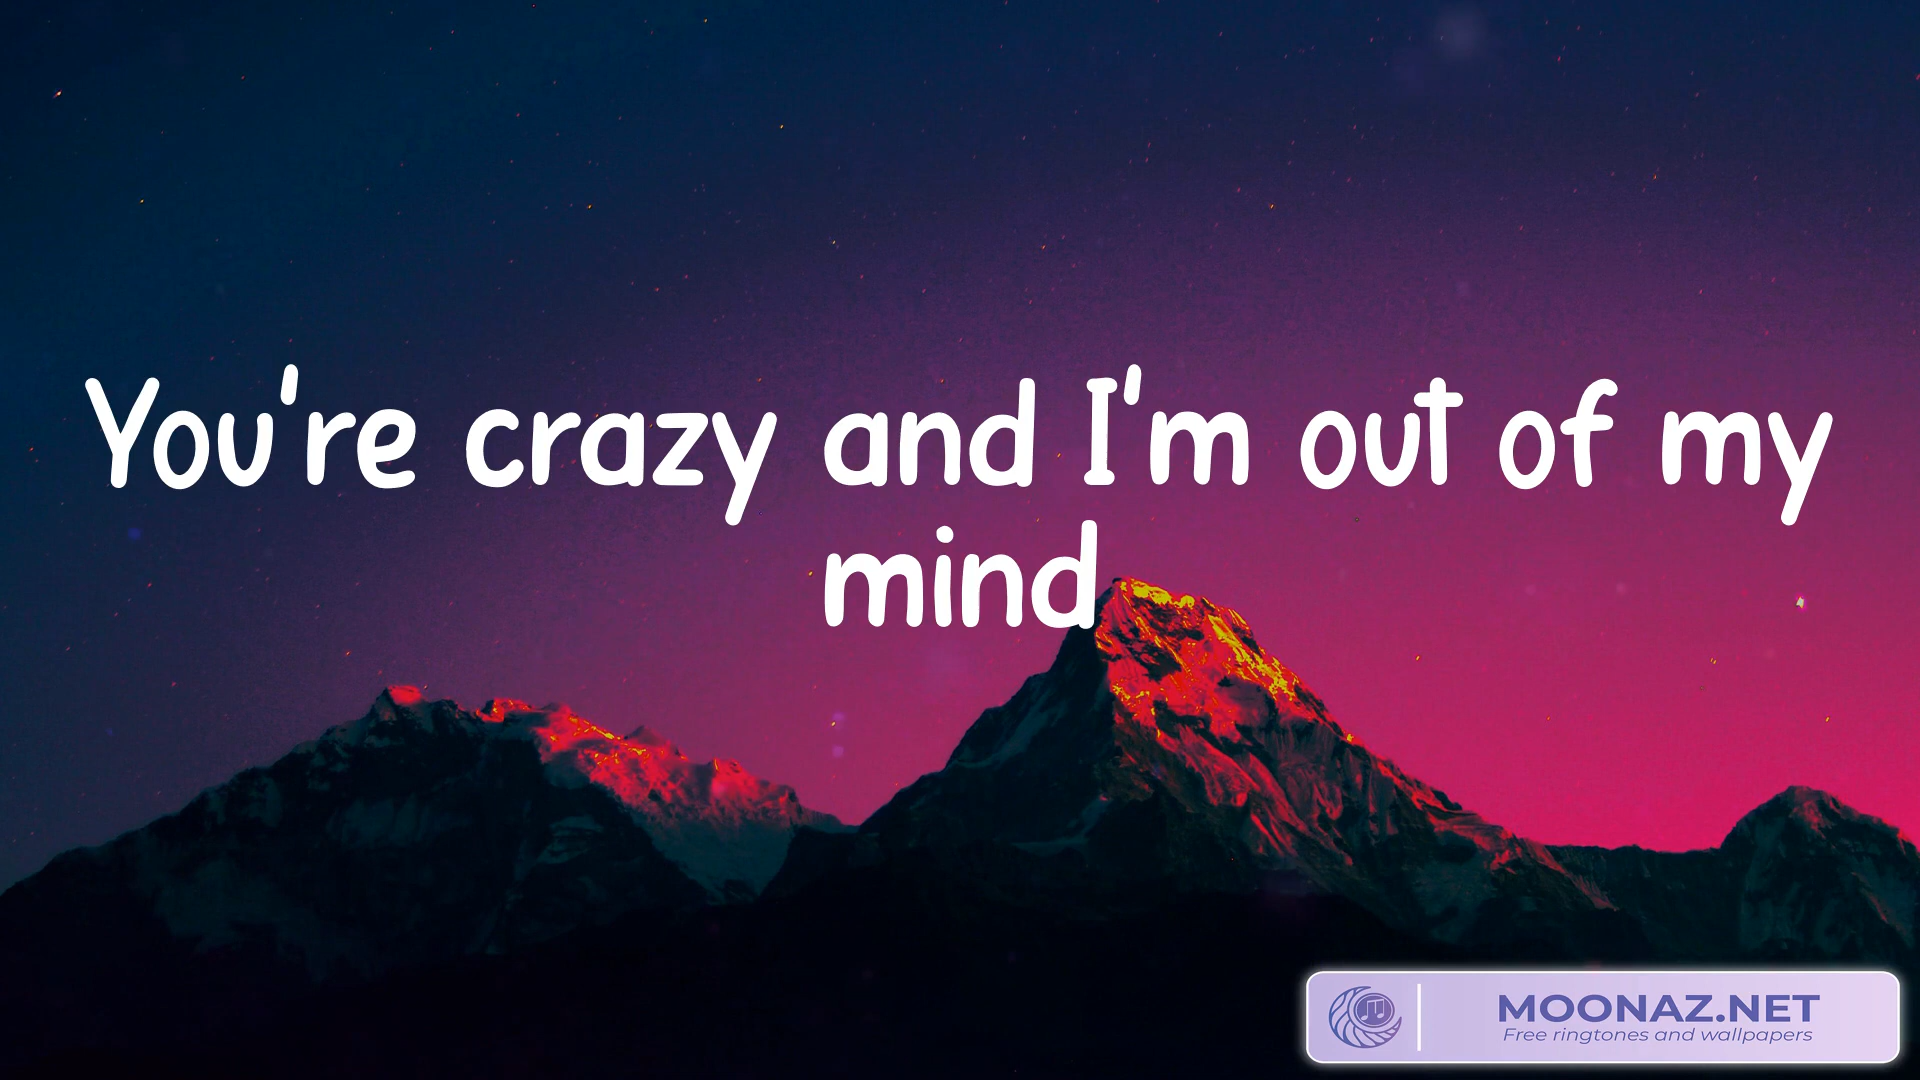 You're crazy and I'm out of my
mind
MOONAZ.NET
Free ringtones and wallpapers